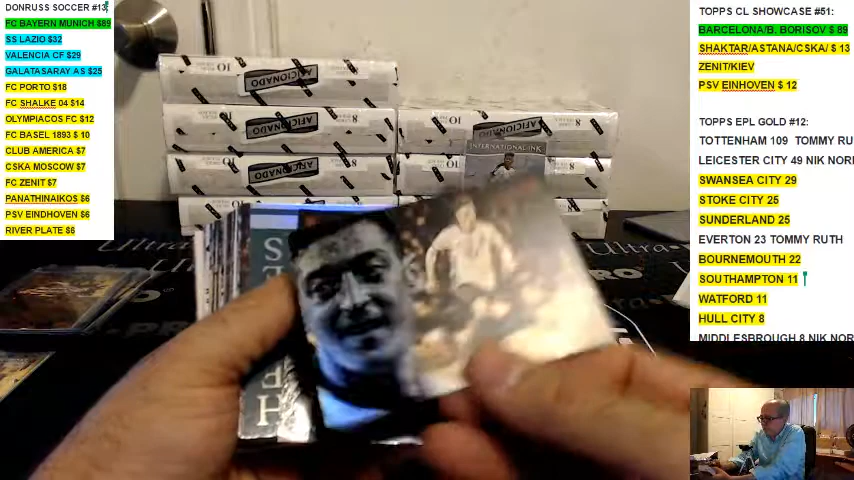 DONRUSS SOCCER #13
FC BAYERN MUNICH $89
SS LAZIO $32
VALENCIA CF $29
GALATASARAY AS $25
FC PORTO $18
FC SHALKE 04 $14
OLYMPIACOS FC $12
FC BASEL 1893 $ 10
CLUB AMERICA $7
CSKA MOSCOW $7
FC ZENIT $7
PANATHINAIKOS $6
PSV EINDHOVEN $6
RIVER PLATE $6
TOPPS CL SHOWCASE #51:
BARCELONA/B. BORISOV $ 89
SHAKTAR/ASTANA/CSKA/ $ 13
ZENIT/KIEV
PSV EINHOVEN $ 12
TOPPS EPL GOLD #12:
TOTTENHAM 109 TOMMY RU
LEICESTER CITY 49 NIK NOR
SWANSEA CITY 29
STOKE CITY 25
SUNDERLAND 25
EVERTON 23 TOMMY RUTH
BOURNEMOUTH 22
SOUTHAMPTON 11
WATFORD 11
HULL CITY 8
MIDDLESBROUGH 8 NIK NOR
AFICIONADO
AFICIONADO
AFICIONADO
AFICIONADO
INTERNATIONAL INK